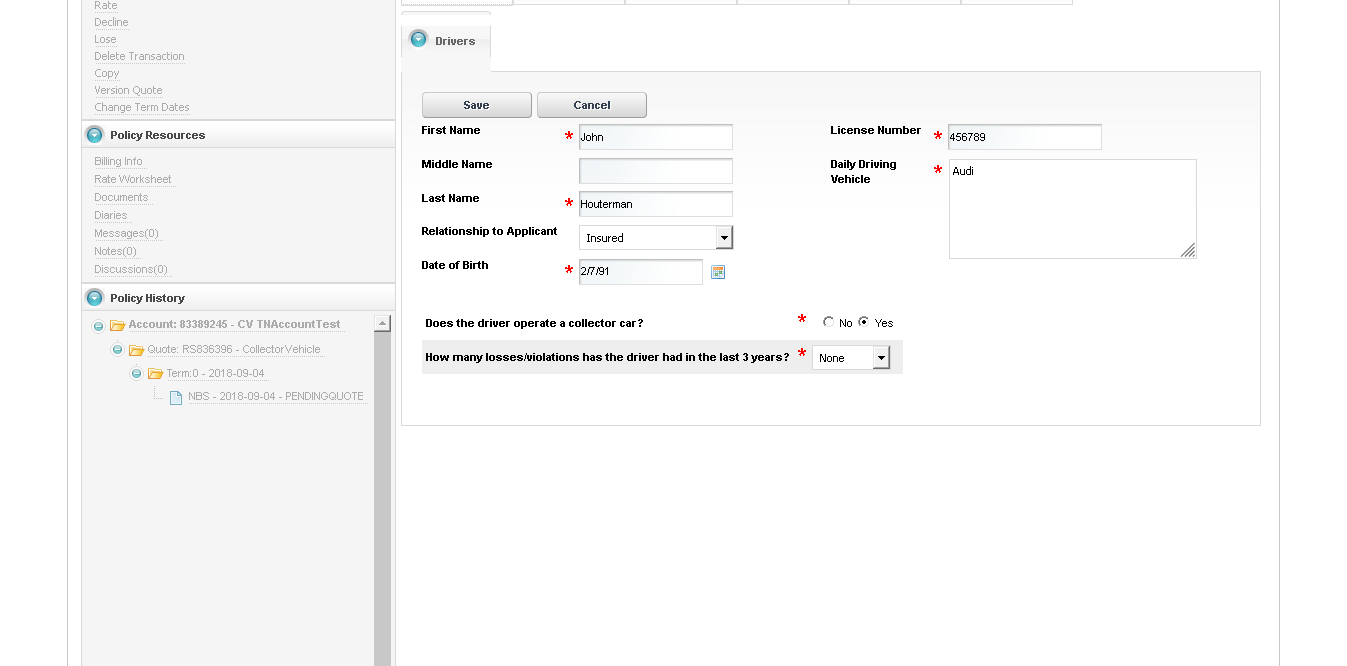 Rate
Decline
Lose
Delete Transaction
Copy
Version Quote
Change Term Dates
Policy Resources
Billing Info
Rate Worksheet
Documents
Diaries
Messages(0)
Notes(0)
Discussions(0)
Policy History
Account: 83389245 - CV TNAccountTest
Quote: RS836396 - CollectorVehicle
Term:0 - 2018-09-04
NBS - 2018-09-04 - PENDINGQUOTE
Drivers
Save Cancel
First Name * John
Middle Name
Last Name * Houterman
Relationship to Applicant Insured
Date of Birth * 2/7/91
License Number * 456789
Daily Driving
Vehicle * Audi
Does the driver operate a collector car? * No Yes
How many losses/violations has the driver had in the last 3 years? * None